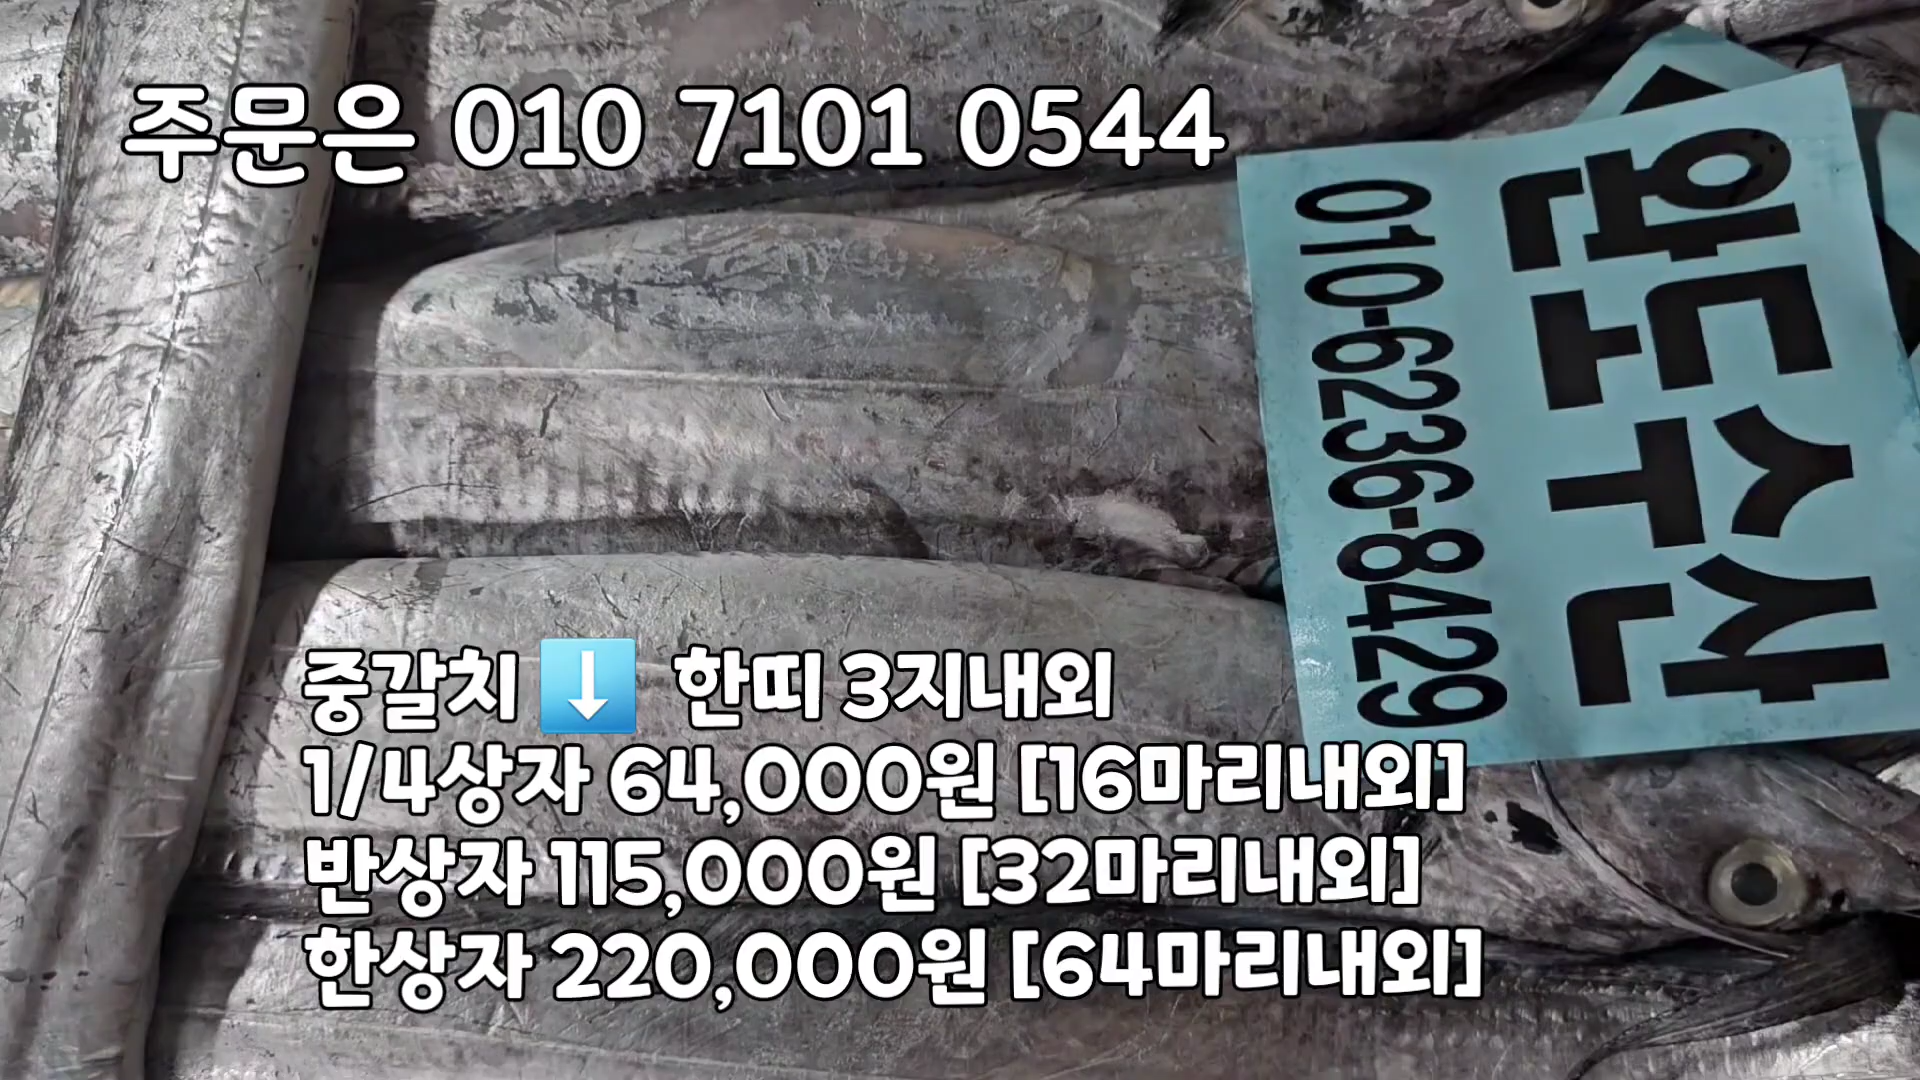 주문은 010 7101 0544
완도수산
010-6236-8429
중갈치 ⬇️ 한띠 3지내외
1/4상자 64,000원 [16마리내외]
반상자 115,000원 [32마리내외]
한상자 220,000원 [64마리내외]